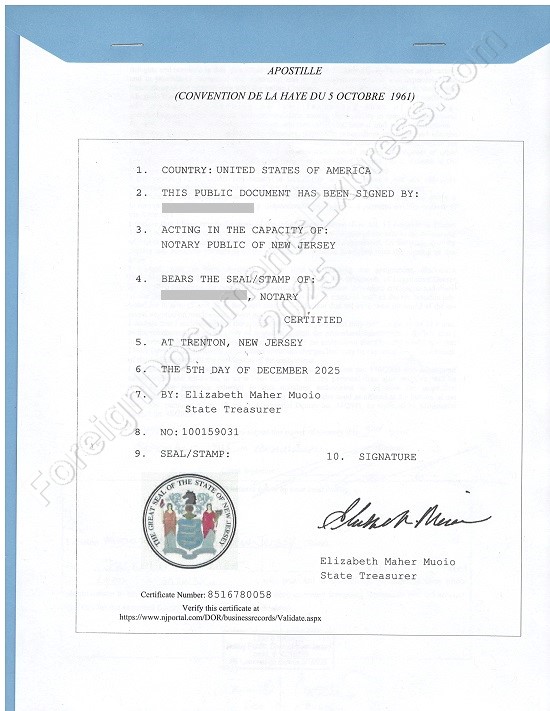 APOSTILLE
(CONVENTION DE LA HAYE DU 5 OCTOBRE 1961)
1. COUNTRY: UNITED STATES OF AMERICA
2. THIS PUBLIC DOCUMENT HAS BEEN SIGNED BY:
3. ACTING IN THE CAPACITY OF:
NOTARY PUBLIC OF NEW JERSEY
4. BEARS THE SEAL/STAMP OF:
, NOTARY
CERTIFIED
5. AT TRENTON, NEW JERSEY
6. THE 5TH DAY OF DECEMBER 2025
7. BY: Elizabeth Maher Muoio
State Treasurer
8. NO: 100159031
9. SEAL/STAMP:
10. SIGNATURE
THE GREAT SEAL OF THE STATE OF NEW JERSEY
Elizabeth Maher Muoio
State Treasurer
Certificate Number: 8516780058
Verify this certificate at
https://www.njportal.com/DOR/businessrecords/Validate.aspx
ForeignDocumentsExpress.com
2025